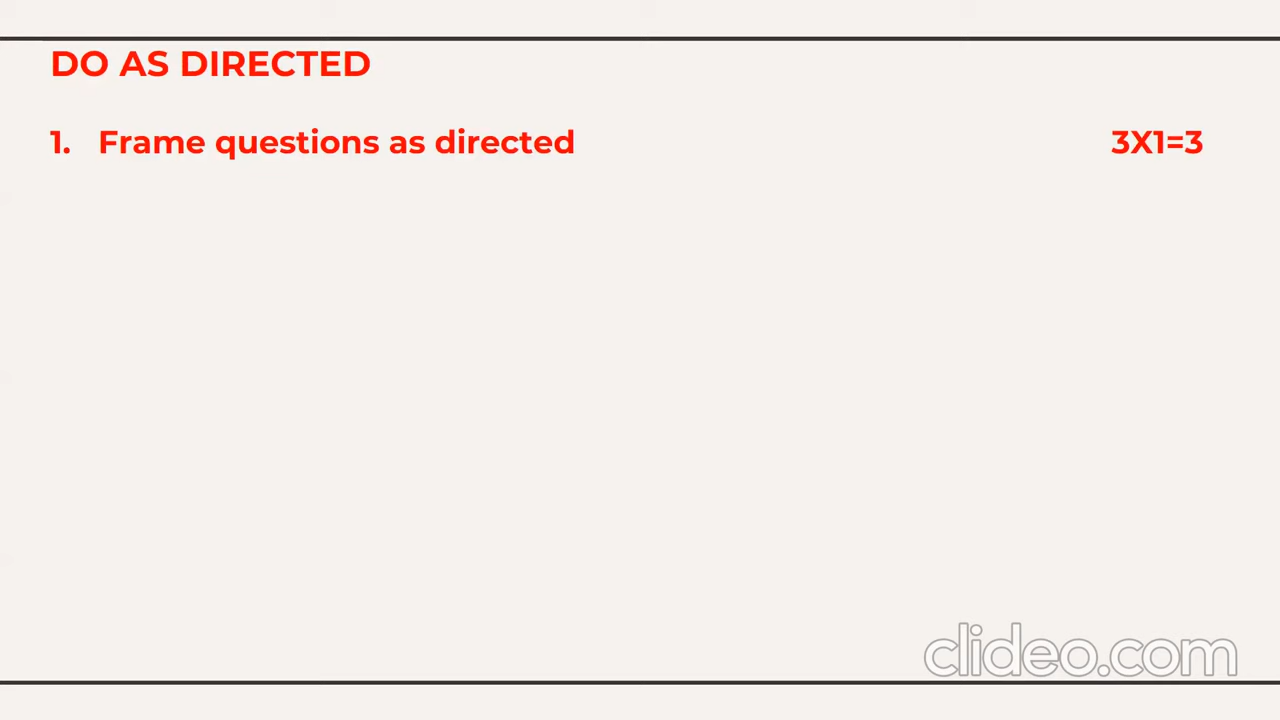 DO AS DIRECTED
1. Frame questions as directed 3X1=3
clideo.com